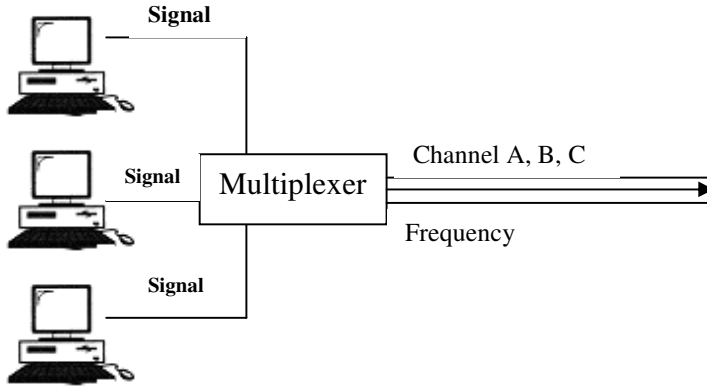 Signal
Channel A, B, C
Signal
Multiplexer
Frequency
Signal